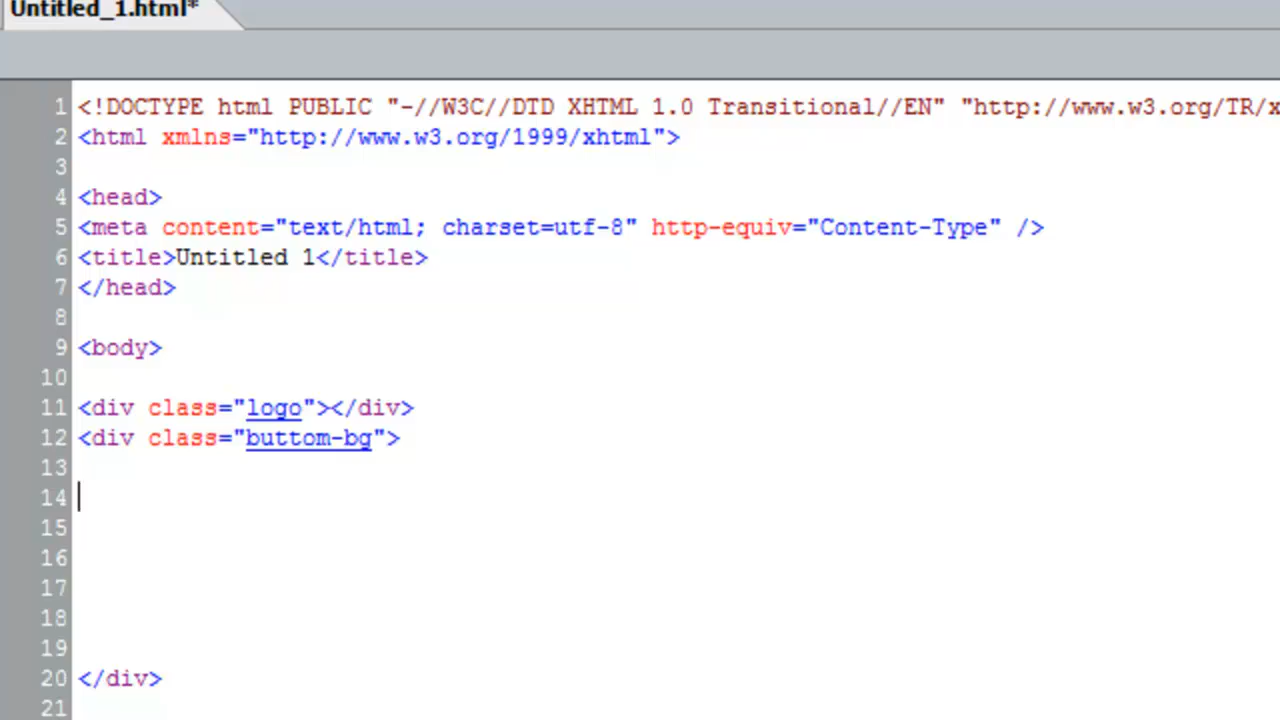 Untitled_1.html*
1 <!DOCTYPE html PUBLIC "-//W3C//DTD XHTML 1.0 Transitional//EN" "http://www.w3.org/TR/x
2 <html xmlns="http://www.w3.org/1999/xhtml">
3
4 <head>
5 <meta content="text/html; charset=utf-8" http-equiv="Content-Type" />
6 <title>Untitled 1</title>
7 </head>
8
9 <body>
10
11 <div class="logo"></div>
12 <div class="buttom-bg">
13
14
15
16
17
18
19
20 </div>
21